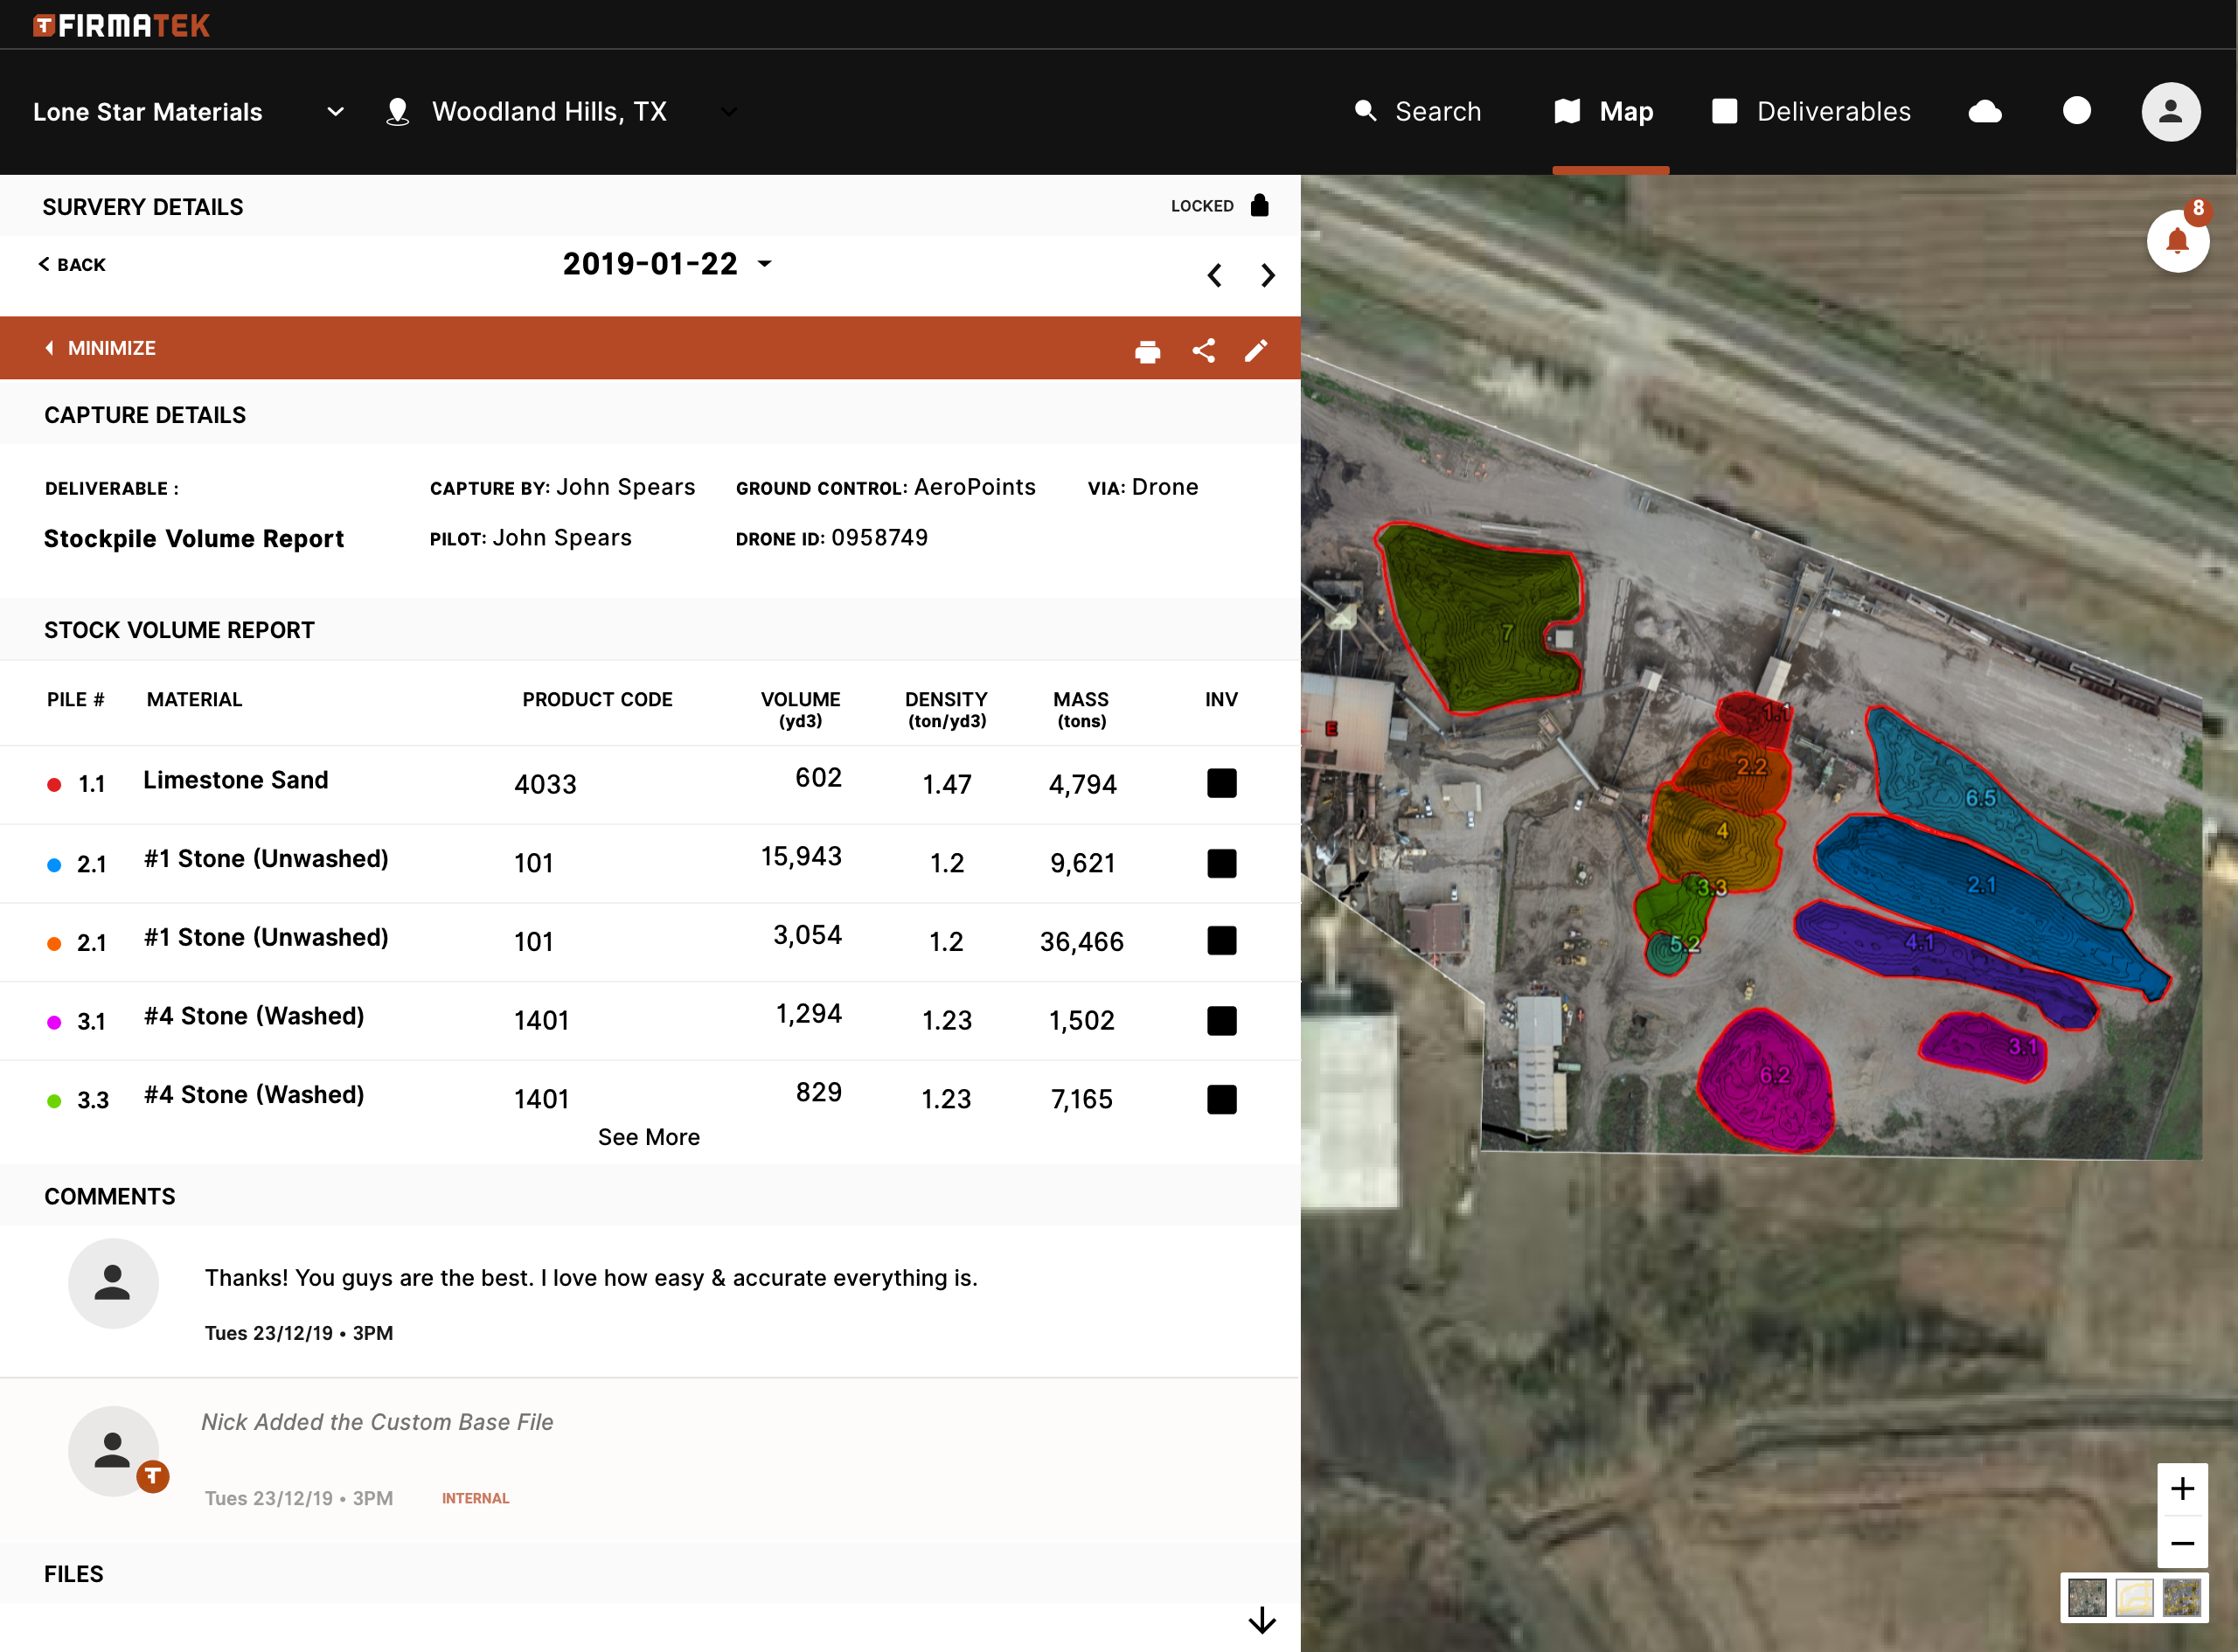 FIRMATEK
Lone Star Materials
Woodland Hills, TX
Search
Map
Deliverables
SURVERY DETAILS
LOCKED
BACK
2019-01-22
8
MINIMIZE
CAPTURE DETAILS
DELIVERABLE :
CAPTURE BY: John Spears
GROUND CONTROL: AeroPoints
VIA: Drone
Stockpile Volume Report
PILOT: John Spears
DRONE ID: 0958749
STOCK VOLUME REPORT
PILE # MATERIAL PRODUCT CODE VOLUME (yd3) DENSITY (ton/yd3) MASS (tons) INV
1.1 Limestone Sand 4033 602 1.47 4,794
2.1 #1 Stone (Unwashed) 101 15,943 1.2 9,621
2.1 #1 Stone (Unwashed) 101 3,054 1.2 36,466
3.1 #4 Stone (Washed) 1401 1,294 1.23 1,502
3.3 #4 Stone (Washed) 1401 829 1.23 7,165
See More
COMMENTS
Thanks! You guys are the best. I love how easy & accurate everything is.
Tues 23/12/19 • 3PM
Nick Added the Custom Base File
Tues 23/12/19 • 3PM INTERNAL
FILES
7
E
1.1
2.2
6.5
4
3.3
2.1
5.2
4.1
3.1
6.2